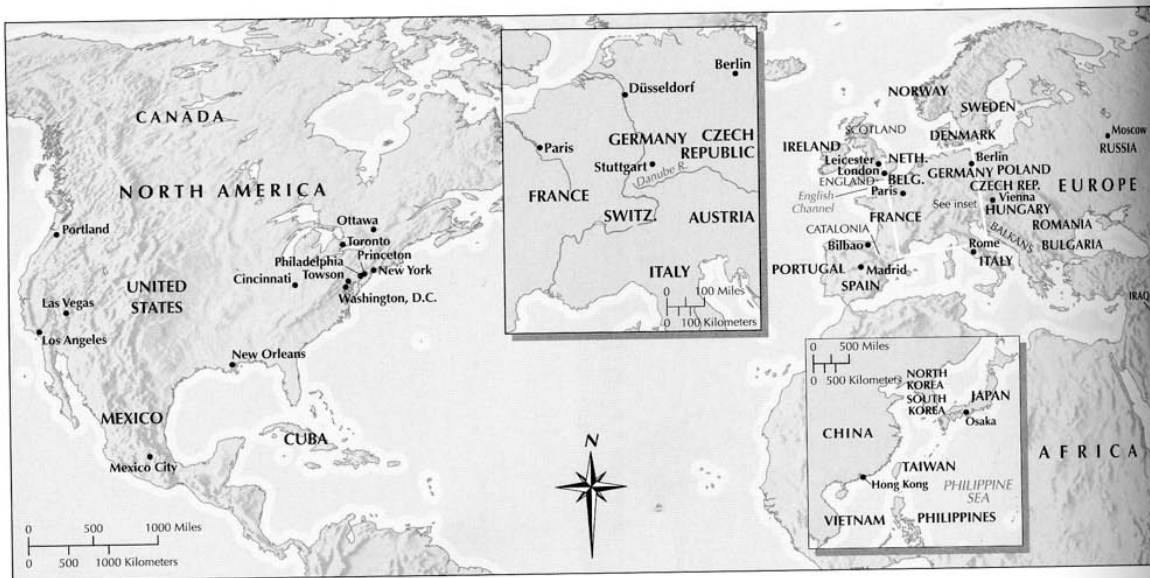 CANADA
NORTH AMERICA
Portland
Ottawa
Toronto
Princeton
Philadelphia
Towson
New York
Cincinnati
Washington, D.C.
UNITED
STATES
Las Vegas
Los Angeles
New Orleans
MEXICO
Mexico City
CUBA
0 500 1000 Miles
0 500 1000 Kilometers
N
Berlin
Düsseldorf
GERMANY
CZECH
REPUBLIC
Paris
Stuttgart
Danube R.
FRANCE
SWITZ.
AUSTRIA
ITALY
0 100 Miles
0 100 Kilometers
NORWAY
SWEDEN
SCOTLAND
DENMARK
Moscow
RUSSIA
IRELAND
Leicester
NETH.
Berlin
London
GERMANY
POLAND
ENGLAND
BELG.
CZECH REP.
EUROPE
Paris
Vienna
English
Channel
See inset
HUNGARY
FRANCE
ROMANIA
CATALONIA
BALKANS
BULGARIA
Bilbao
Rome
ITALY
PORTUGAL
Madrid
SPAIN
IRAQ
0 500 Miles
0 500 Kilometers
NORTH
KOREA
SOUTH
KOREA
JAPAN
Osaka
CHINA
TAIWAN
Hong Kong
PHILIPPINE
SEA
VIETNAM
PHILIPPINES
AFRICA